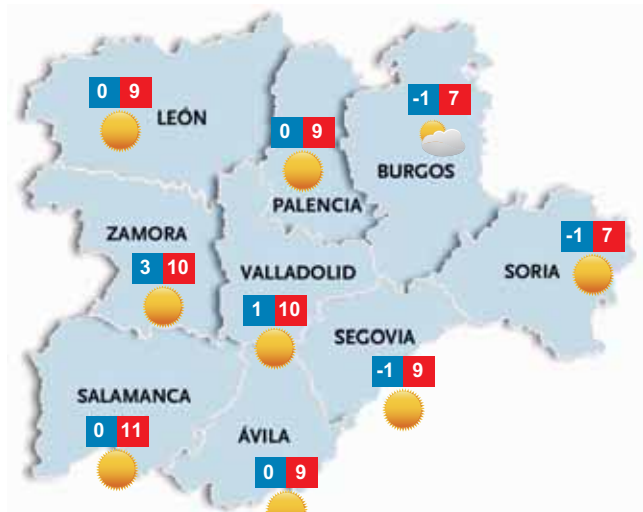 0 9
LEÓN
0 9
PALENCIA
-1 7
BURGOS
ZAMORA
3 10
VALLADOLID
1 10
-1 7
SORIA
SEGOVIA
-1 9
SALAMANCA
0 11
ÁVILA
0 9